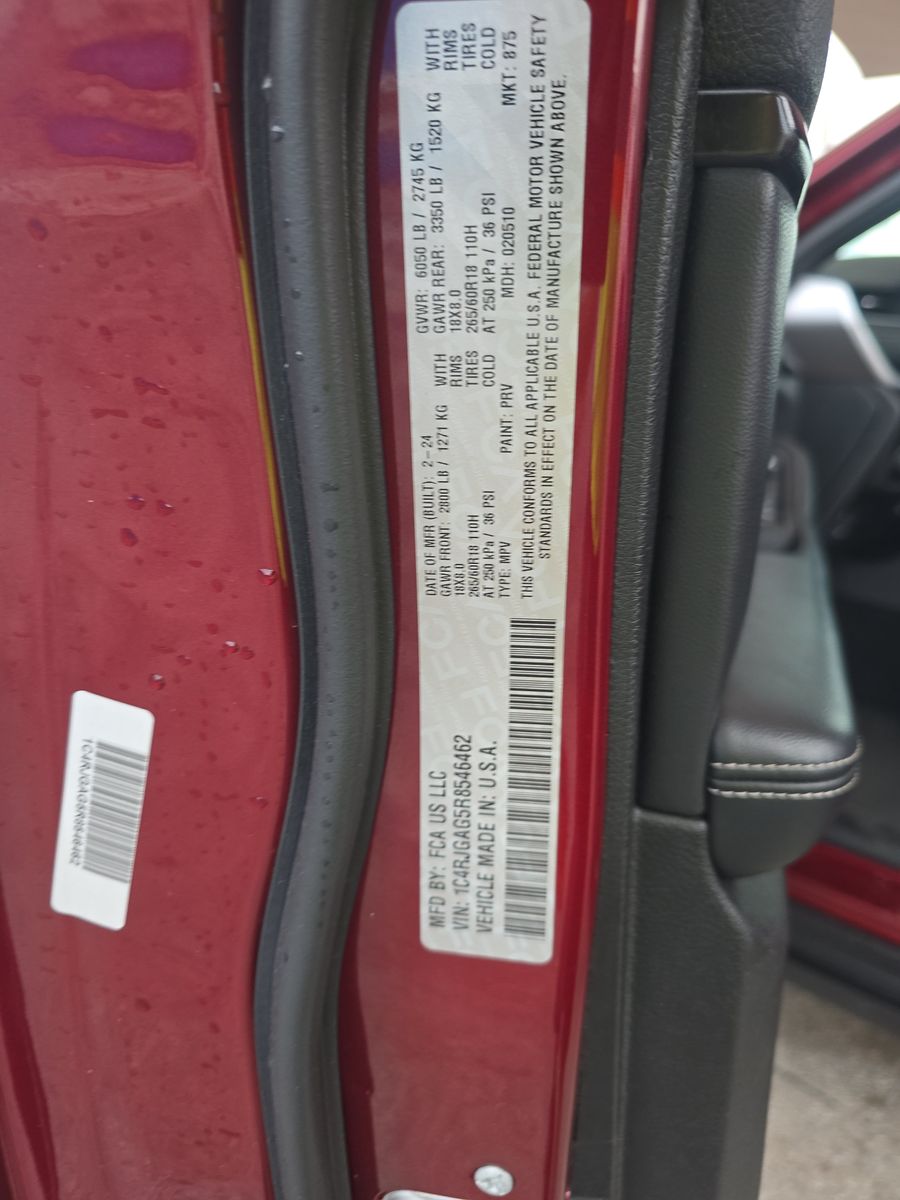 MFD BY: FCA US LLC
VIN: 1C4RJGAG5R8546462
VEHICLE MADE IN: U.S.A.
DATE OF MFR (BUILT): 2-24
GAWR FRONT: 2800 LB / 1271 KG WITH
18X8.0 RIMS
265/60R18 110H TIRES
AT 250 kPa / 36 PSI COLD
GVWR: 6050 LB / 2745 KG
GAWR REAR: 3350 LB / 1520 KG WITH
18X8.0 RIMS
265/60R18 110H TIRES
AT 250 kPa / 36 PSI COLD
TYPE: MPV PAINT: PRV MDH: 020510 MKT: 875
THIS VEHICLE CONFORMS TO ALL APPLICABLE U.S.A. FEDERAL MOTOR VEHICLE SAFETY
STANDARDS IN EFFECT ON THE DATE OF MANUFACTURE SHOWN ABOVE.
1C4RJGAG5R8546462